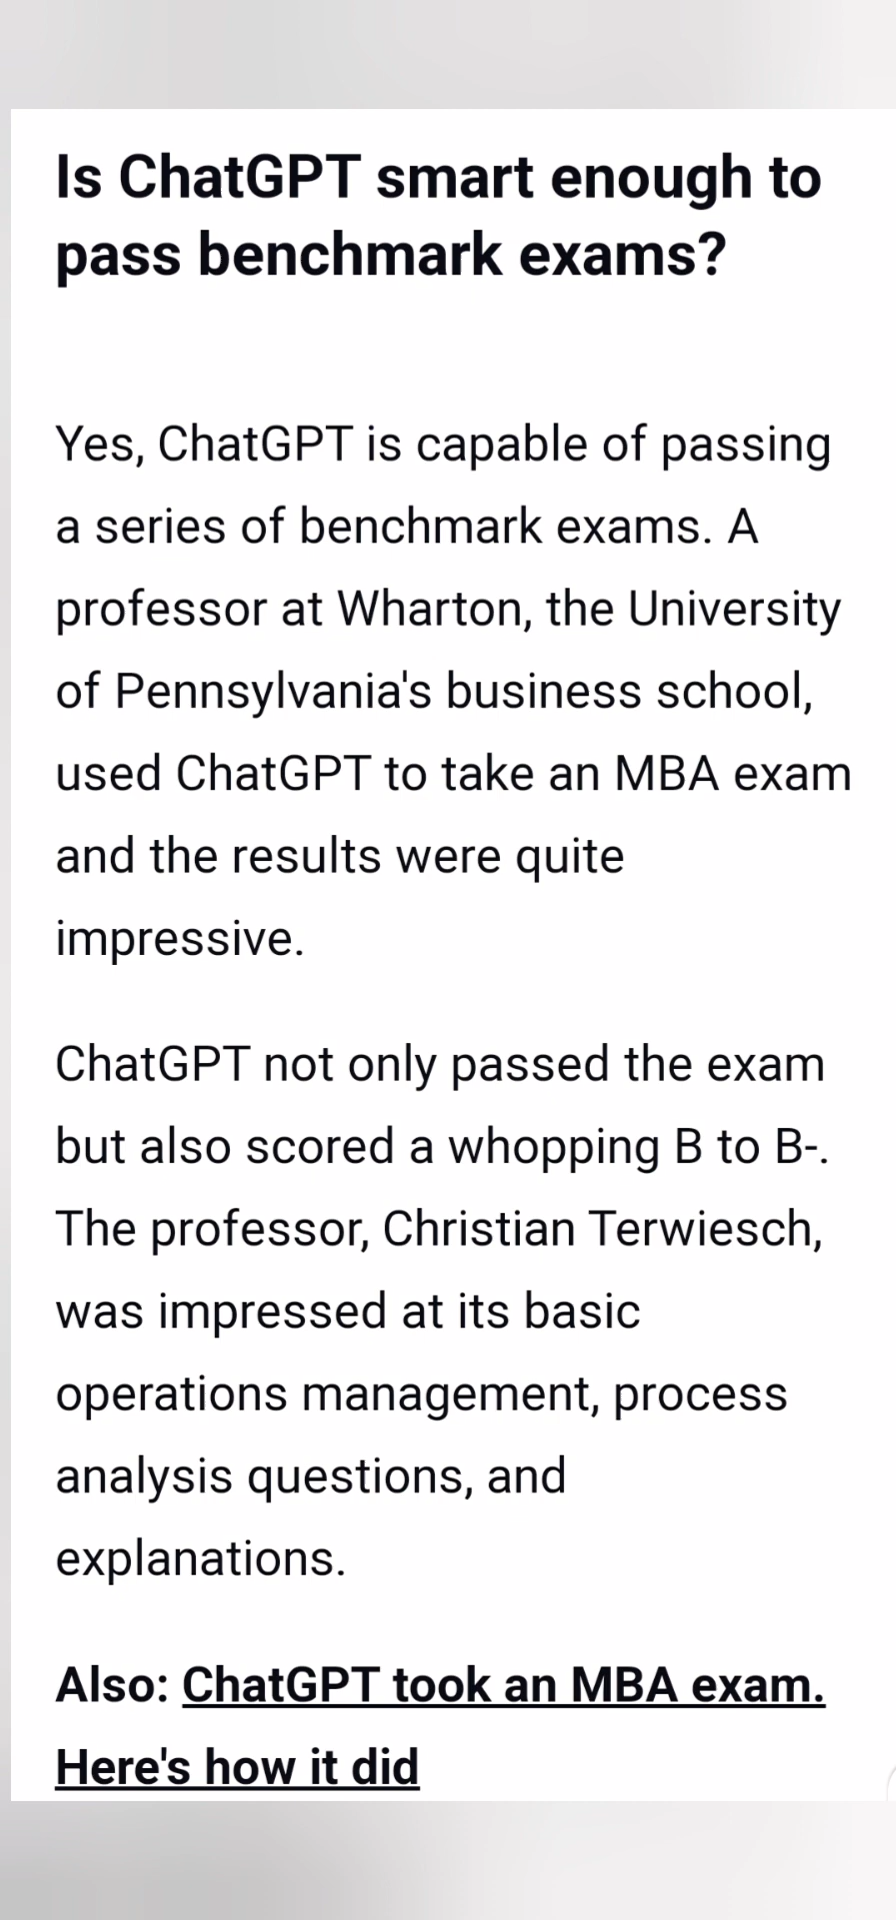 Is ChatGPT smart enough to
pass benchmark exams?
Yes, ChatGPT is capable of passing
a series of benchmark exams. A
professor at Wharton, the University
of Pennsylvania's business school,
used ChatGPT to take an MBA exam
and the results were quite
impressive.
ChatGPT not only passed the exam
but also scored a whopping B to B-.
The professor, Christian Terwiesch,
was impressed at its basic
operations management, process
analysis questions, and
explanations.
Also: ChatGPT took an MBA exam.
Here's how it did